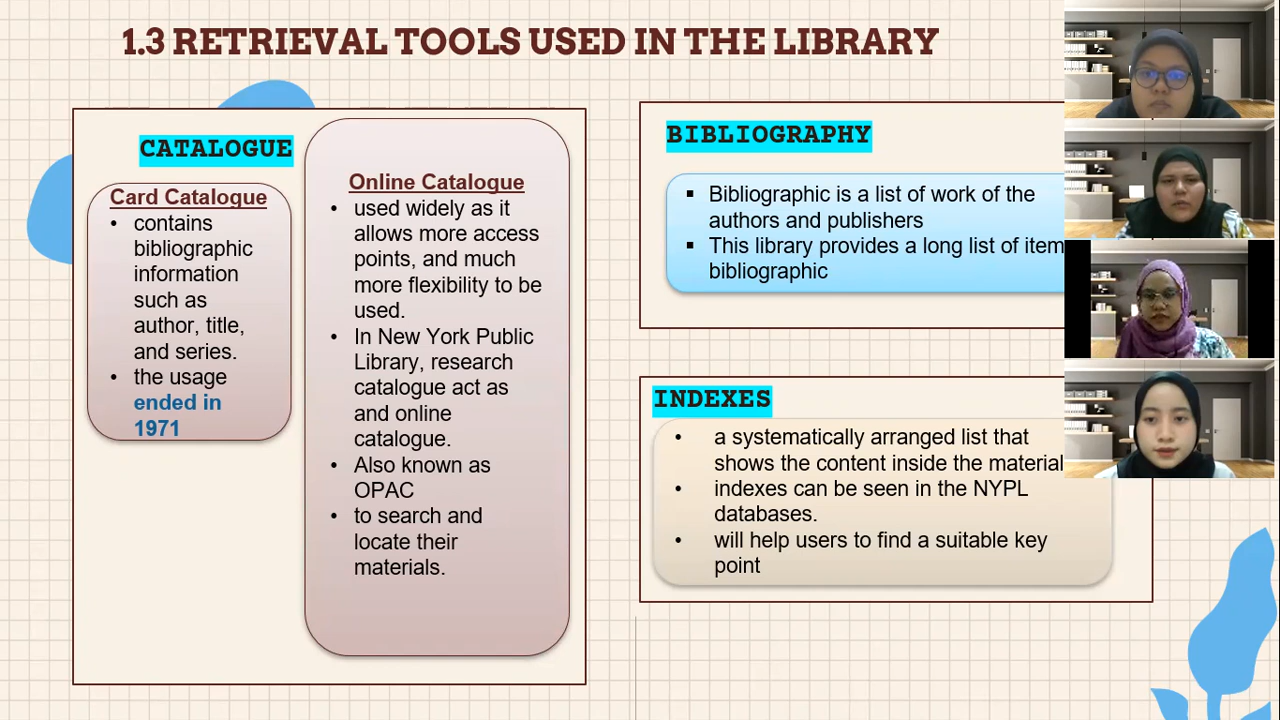 1.3 RETRIEVAL TOOLS USED IN THE LIBRARY
CATALOGUE
Card Catalogue
• contains
bibliographic
information
such as
author, title,
and series.
• the usage
ended in
1971
Online Catalogue
• used widely as it
allows more access
points, and much
more flexibility to be
used.
• In New York Public
Library, research
catalogue act as
and online
catalogue.
• Also known as
OPAC
• to search and
locate their
materials.
BIBLIOGRAPHY
▪ Bibliographic is a list of work of the
authors and publishers
▪ This library provides a long list of item
bibliographic
INDEXES
• a systematically arranged list that
shows the content inside the material
• indexes can be seen in the NYPL
databases.
• will help users to find a suitable key
point